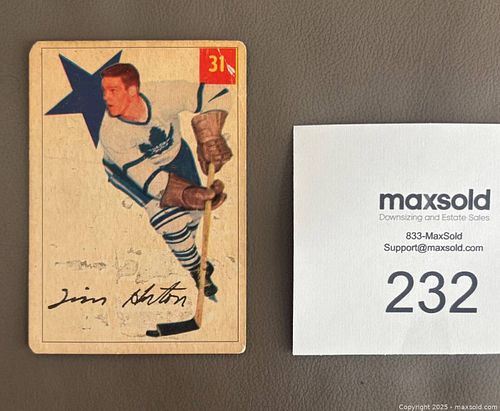 31
Tim Horton
maxsold
Downsizing and Estate Sales
833-MaxSold
Support@maxsold.com
232
Copyright © 2025 - maxsold.com